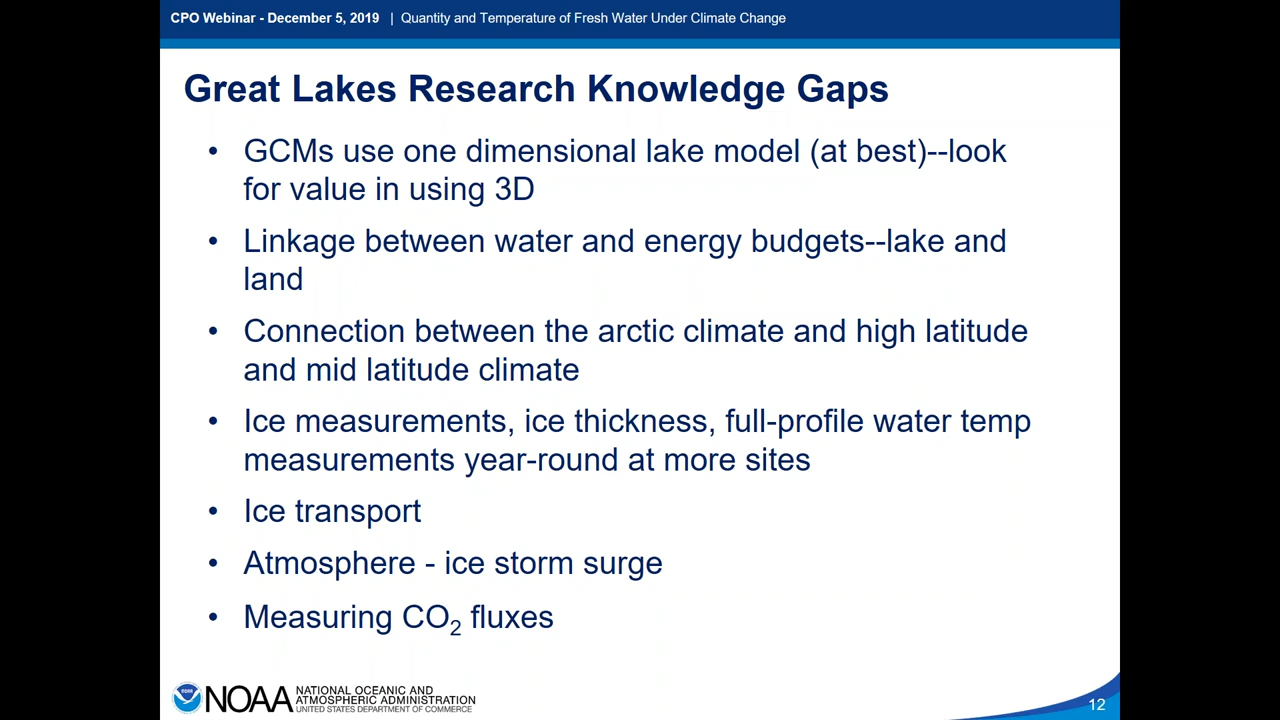 CPO Webinar - December 5, 2019 | Quantity and Temperature of Fresh Water Under Climate Change
Great Lakes Research Knowledge Gaps
• GCMs use one dimensional lake model (at best)--look
for value in using 3D
• Linkage between water and energy budgets--lake and
land
• Connection between the arctic climate and high latitude
and mid latitude climate
• Ice measurements, ice thickness, full-profile water temp
measurements year-round at more sites
• Ice transport
• Atmosphere - ice storm surge
• Measuring CO₂ fluxes
NOAA
NATIONAL OCEANIC AND
ATMOSPHERIC ADMINISTRATION
UNITED STATES DEPARTMENT OF COMMERCE
12